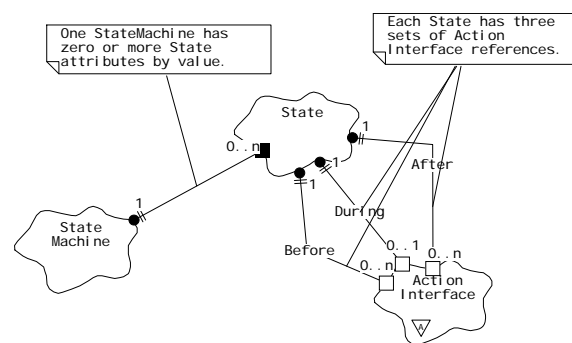 One StateMachine has
zero or more State
attributes by value.
Each State has three
sets of Action
Interface references.
State
1
0..n
1
1
After
1
During
State
Machine
Before
0..1
0..n
0..n
Action
Interface
A